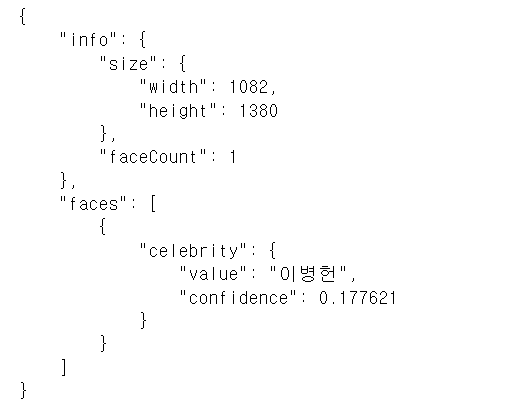 {
    "info": {
        "size": {
            "width": 1082,
            "height": 1380
        },
        "faceCount": 1
    },
    "faces": [
        {
            "celebrity": {
                "value": "이병헌",
                "confidence": 0.177621
            }
        }
    ]
}